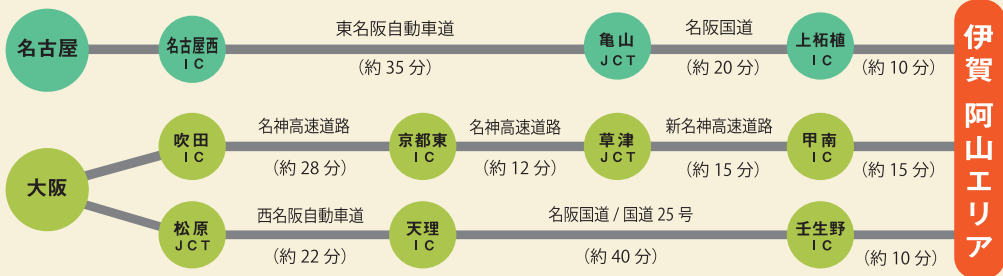 名古屋
名古屋西
IC
東名阪自動車道
(約 35 分)
亀山
JCT
名阪国道
(約 20 分)
上柘植
IC
(約 10 分)
大阪
吹田
IC
名神高速道路
(約 28 分)
京都東
IC
名神高速道路
(約 12 分)
草津
JCT
新名神高速道路
(約 15 分)
甲南
IC
(約 15 分)
松原
JCT
西名阪自動車道
(約 22 分)
天理
IC
名阪国道 / 国道 25 号
(約 40 分)
壬生野
IC
(約 10 分)
伊賀 阿山エリア